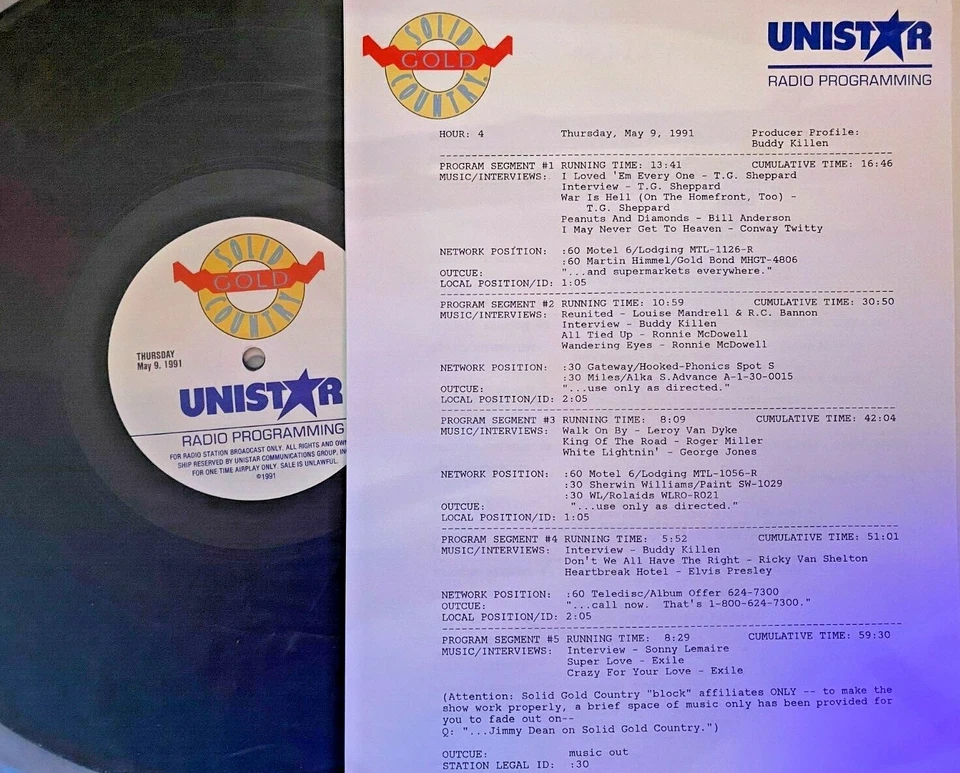 SOLID
GOLD
COUNTRY
THURSDAY
May 9, 1991
UNISTAR
RADIO PROGRAMMING
FOR RADIO STATION BROADCAST ONLY. ALL RIGHTS AND OWN
SHIP RESERVED BY UNISTAR COMMUNICATIONS GROUP, IN
FOR ONE TIME AIRPLAY ONLY. SALE IS UNLAWFUL.
©1991
SOLID
GOLD
COUNTRY.
UNISTAR
RADIO PROGRAMMING
HOUR: 4 Thursday, May 9, 1991 Producer Profile:
Buddy Killen
PROGRAM SEGMENT #1 RUNNING TIME: 13:41 CUMULATIVE TIME: 16:46
MUSIC/INTERVIEWS: I Loved 'Em Every One - T.G. Sheppard
Interview - T.G. Sheppard
War Is Hell (On The Homefront, Too) -
T.G. Sheppard
Peanuts And Diamonds - Bill Anderson
I May Never Get To Heaven - Conway Twitty
NETWORK POSITION: :60 Motel 6/Lodging MTL-1126-R
:60 Martin Himmel/Gold Bond MHGT-4806
OUTCUE: "...and supermarkets everywhere."
LOCAL POSITION/ID: 1:05
PROGRAM SEGMENT #2 RUNNING TIME: 10:59 CUMULATIVE TIME: 30:50
MUSIC/INTERVIEWS: Reunited - Louise Mandrell & R.C. Bannon
Interview - Buddy Killen
All Tied Up - Ronnie McDowell
Wandering Eyes - Ronnie McDowell
NETWORK POSITION: :30 Gateway/Hooked-Phonics Spot S
:30 Miles/Alka S.Advance A-1-30-0015
OUTCUE: "...use only as directed."
LOCAL POSITION/ID: 2:05
PROGRAM SEGMENT #3 RUNNING TIME: 8:09 CUMULATIVE TIME: 42:04
MUSIC/INTERVIEWS: Walk On By - Leroy Van Dyke
King Of The Road - Roger Miller
White Lightnin' - George Jones
NETWORK POSITION: :60 Motel 6/Lodging MTL-1056-R
:30 Sherwin Williams/Paint SW-1029
:30 WL/Rolaids WLRO-R021
OUTCUE: "...use only as directed."
LOCAL POSITION/ID: 1:05
PROGRAM SEGMENT #4 RUNNING TIME: 5:52 CUMULATIVE TIME: 51:01
MUSIC/INTERVIEWS: Interview - Buddy Killen
Don't We All Have The Right - Ricky Van Shelton
Heartbreak Hotel - Elvis Presley
NETWORK POSITION: :60 Teledisc/Album Offer 624-7300
OUTCUE: "...call now. That's 1-800-624-7300."
LOCAL POSITION/ID: 2:05
PROGRAM SEGMENT #5 RUNNING TIME: 8:29 CUMULATIVE TIME: 59:30
MUSIC/INTERVIEWS: Interview - Sonny Lemaire
Super Love - Exile
Crazy For Your Love - Exile
(Attention: Solid Gold Country "block" affiliates ONLY -- to make the
show work properly, a brief space of music only has been provided for
you to fade out on--
Q: "...Jimmy Dean on Solid Gold Country.")
OUTCUE: music out
STATION LEGAL ID: :30